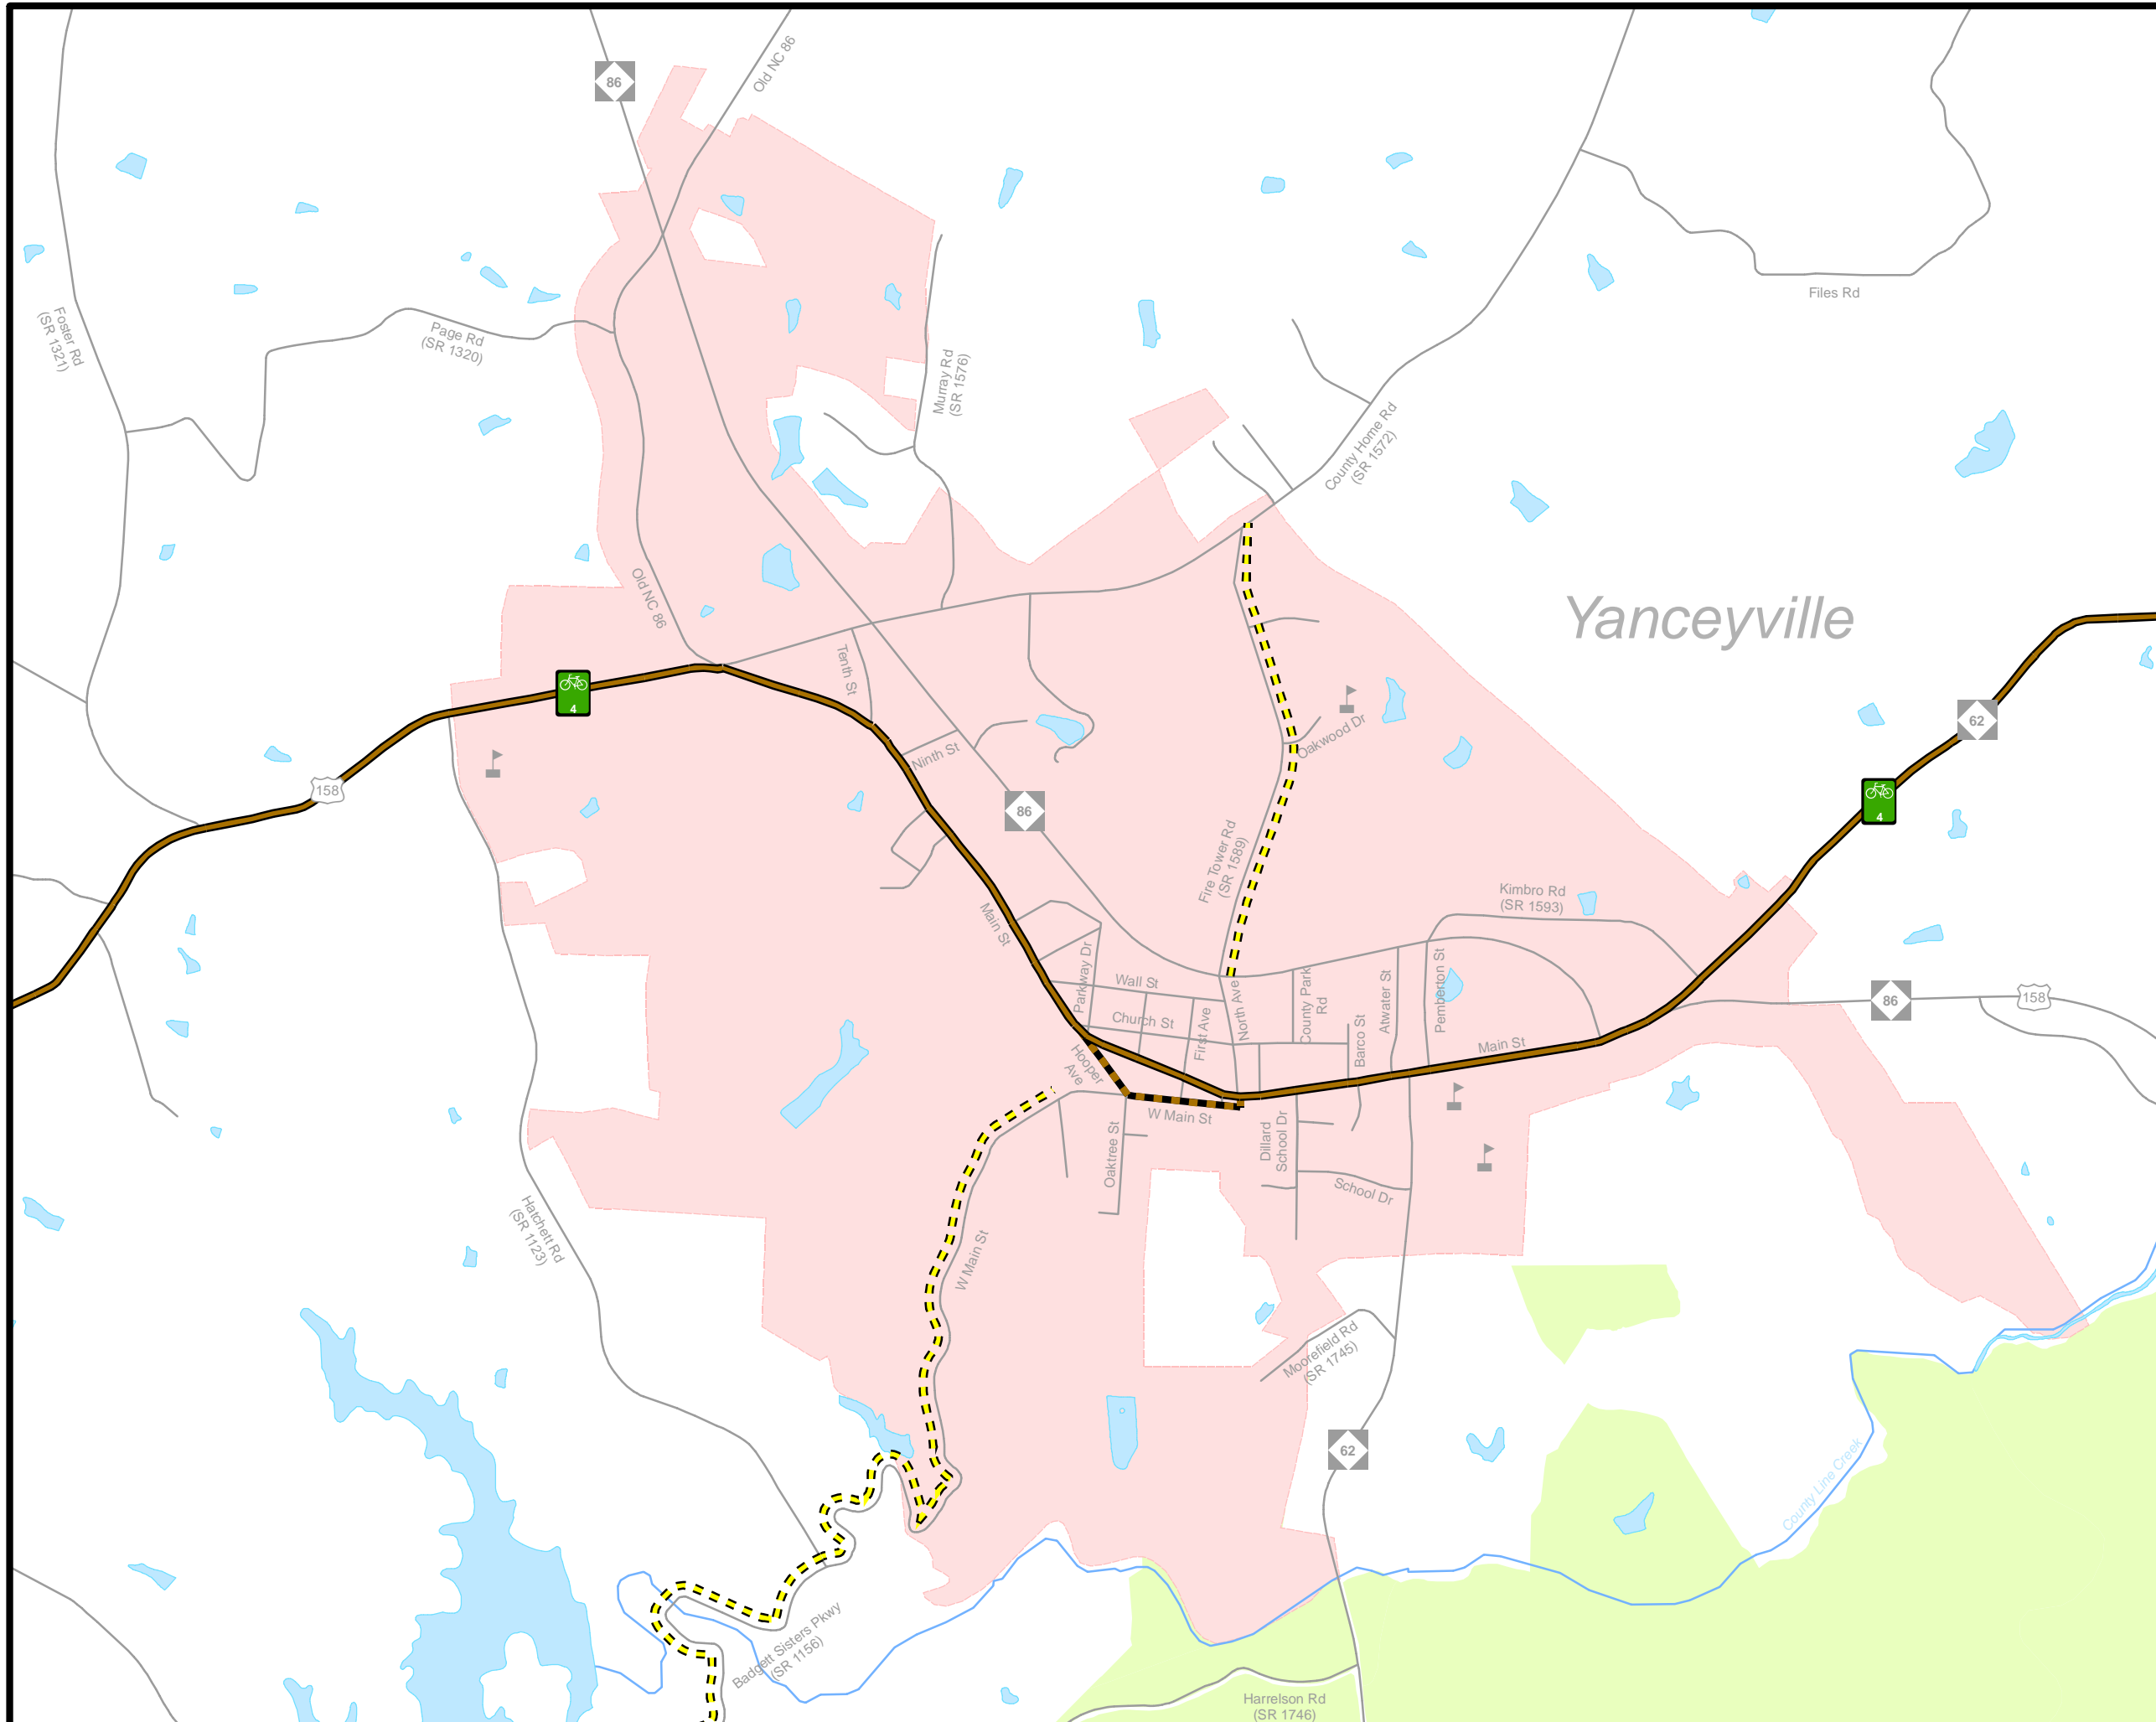 Old NC 86
86
Files Rd
Foster Rd
(SR 1321)
Page Rd
(SR 1320)
Murray Rd
(SR 1576)
County Home Rd
(SR 1572)
Old NC 86
Yanceyville
Tenth St
4
Ninth St
Oakwood Dr
62
158
86
4
Fire Tower Rd
(SR 1589)
Kimbro Rd
(SR 1593)
Main St
Parkway Dr
Wall St
North Ave
County Park
Rd
Atwater St
Pemberton St
86
158
Church St
First Ave
Barco St
Main St
Hooper
Ave
W Main St
Oaktree St
Dillard
School Dr
School Dr
Hatchett Rd
(SR 1123)
W Main St
Moorefield Rd
(SR 1745)
62
County Line Creek
Badgett Sisters Pkwy
(SR 1156)
Harrelson Rd
(SR 1746)